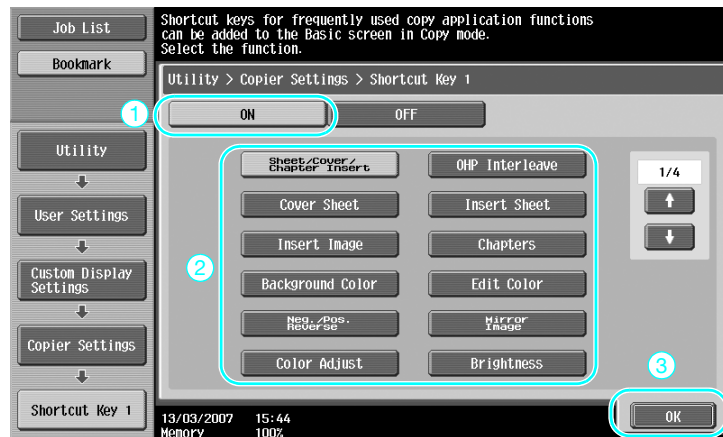 Job List
Bookmark
Shortcut keys for frequently used copy application functions
can be added to the Basic screen in Copy mode.
Select the function.
Utility > Copier Settings > Shortcut Key 1
1
ON
OFF
Utility
User Settings
Custom Display
Settings
Copier Settings
Shortcut Key 1
2
Sheet/Cover/
Chapter Insert
OHP Interleave
Cover Sheet
Insert Sheet
Insert Image
Chapters
Background Color
Edit Color
Neg./Pos.
Reverse
Mirror
Image
Color Adjust
Brightness
1/4
3
OK
13/03/2007 15:44
Memory 100%